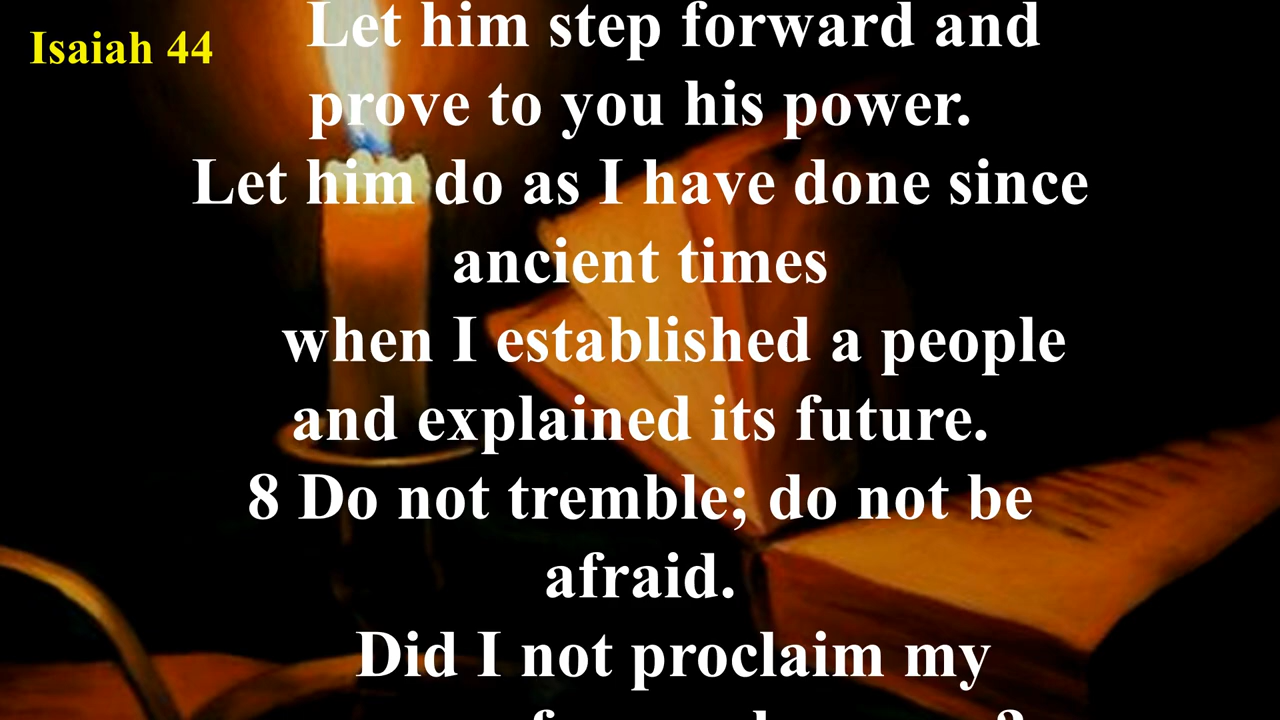 Isaiah 44
Let him step forward and
prove to you his power.
Let him do as I have done since
ancient times
when I established a people
and explained its future.
8 Do not tremble; do not be
afraid.
Did I not proclaim my